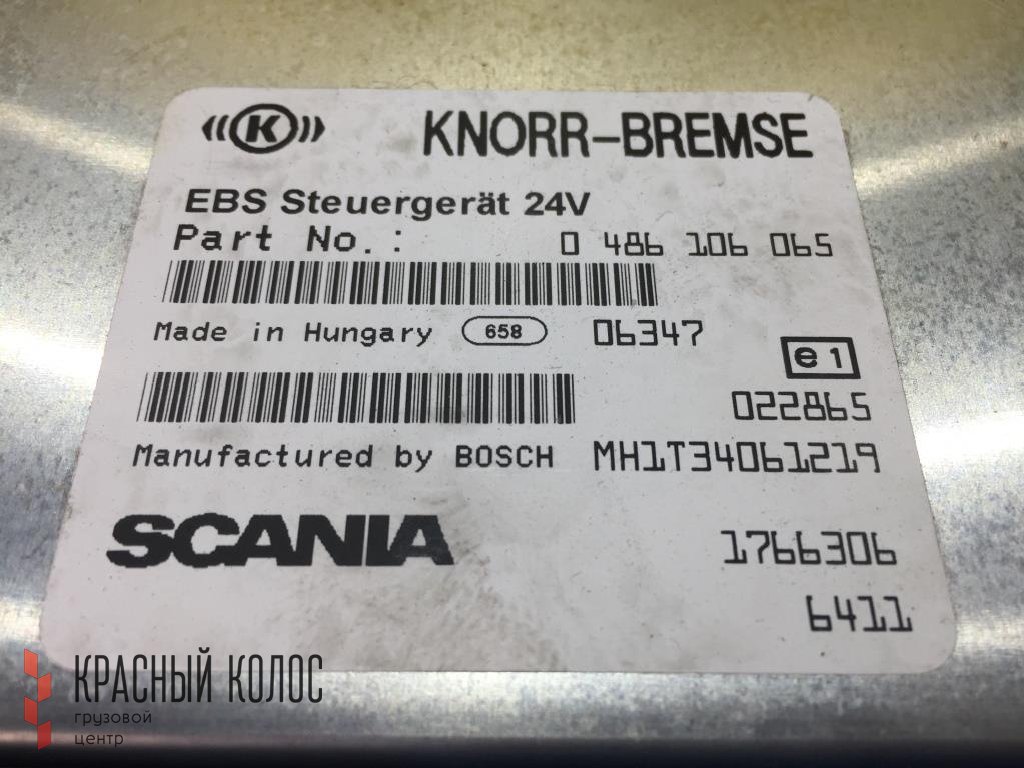 K KNORR-BREMSE
EBS Steuergerät 24V
Part No.: 0 486 106 065
Made in Hungary 658 06347
e1
022865
Manufactured by BOSCH MH1T34061219
SCANIA 1766306
6411
КРАСНЫЙ КОЛОС
грузовой
центр